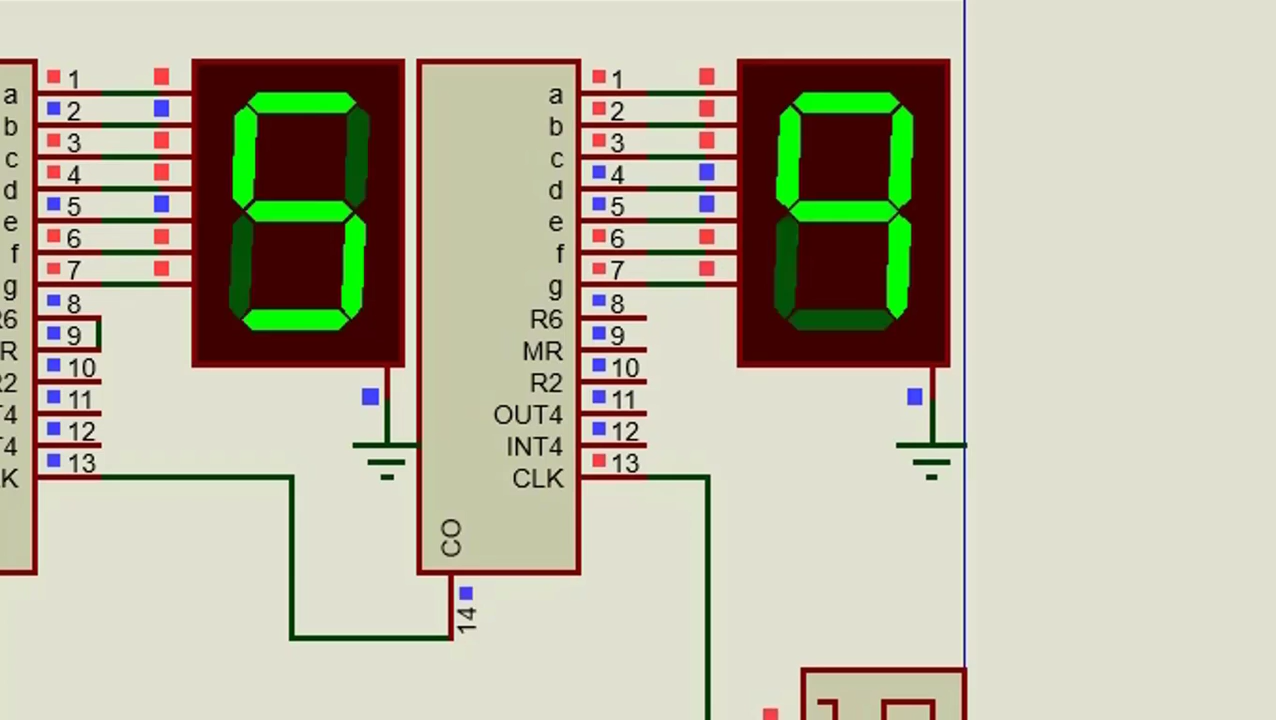 a 1
b 2
c 3
d 4
e 5
f 6
g 7
R6 8
MR 9
R2 10
OUT4 11
INT4 12
CLK 13
CO
14
a 1
b 2
c 3
d 4
e 5
f 6
g 7
8
R 9
10
11
12
13
59